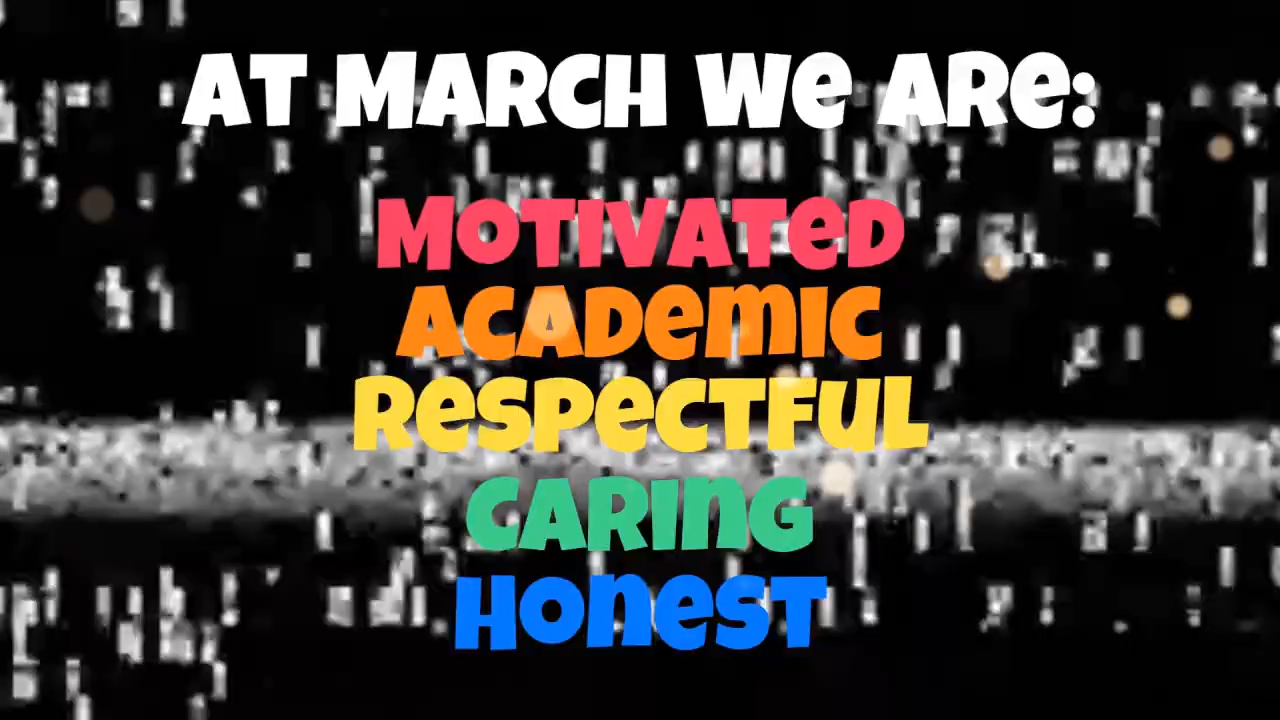 AT MARCH WE ARE:
MOTIVATED
ACADEMIC
RESPECTFUL
CARING
HONEST